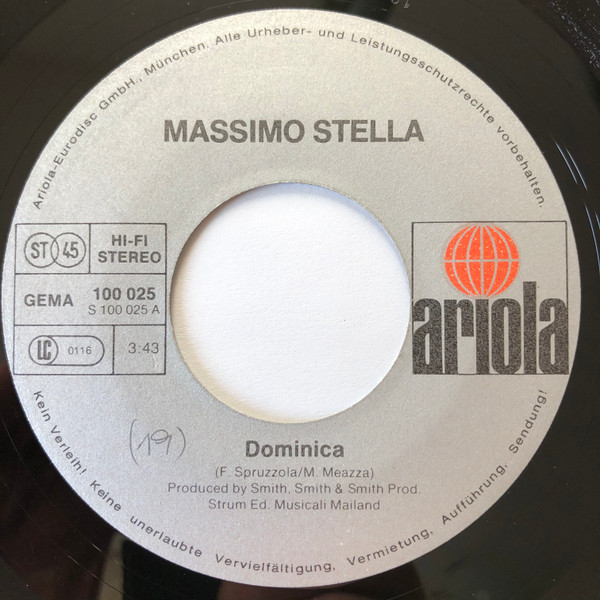 Ariola-Eurodisc GmbH., München. Alle Urheber- und Leistungsschutzrechte vorbehalten.
MASSIMO STELLA
ST 45
HI-FI
STEREO
GEMA
100 025
S 100 025 A
LC 0116
3:43
ariola
(19)
Dominica
(F. Spruzzola/M. Meazza)
Produced by Smith, Smith & Smith Prod.
Strum Ed. Musicali Mailand
Kein Verleih! Keine unerlaubte Vervielfältigung, Vermietung, Aufführung, Sendung!